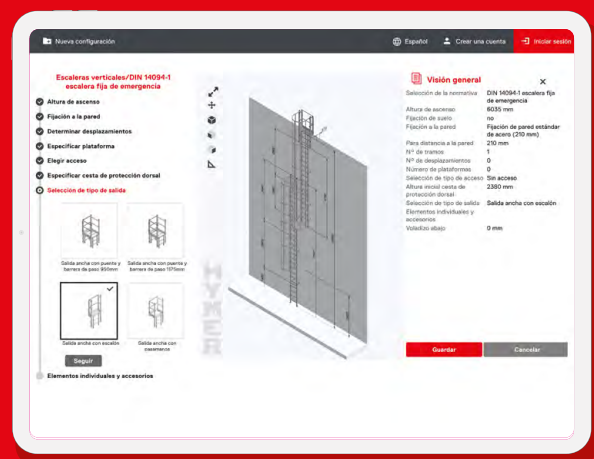 Nueva configuración
Español
Crear una cuenta
Iniciar sesión
Escaleras verticales/DIN 14094-1
escalera fija de emergencia
Altura de ascenso
Fijación a la pared
Determinar desplazamientos
Especificar plataforma
Elegir acceso
Especificar cesta de protección dorsal
Selección de tipo de salida
Salida ancha con puente y
barrera de paso 950mm
Salida ancha con puente y
barrera de paso 1175mm
Salida ancha con escalón
Salida ancha con
pasamanos
Seguir
Elementos individuales y accesorios
HYMER
Visión general
Selección de la normativa DIN 14094-1 escalera fija
de emergencia
Altura de ascenso 6035 mm
Fijación de suelo no
Fijación a la pared Fijación de pared estándar
de acero (210 mm)
Para distancia a la pared 210 mm
Nº de tramos 1
Nº de desplazamientos 0
Número de plataformas 0
Selección de tipo de acceso Sin acceso
Altura inicial cesta de 2380 mm
protección dorsal
Selección de tipo de salida Salida ancha con escalón
Elementos individuales y
accesorios
Voladizo abajo 0 mm
Guardar
Cancelar